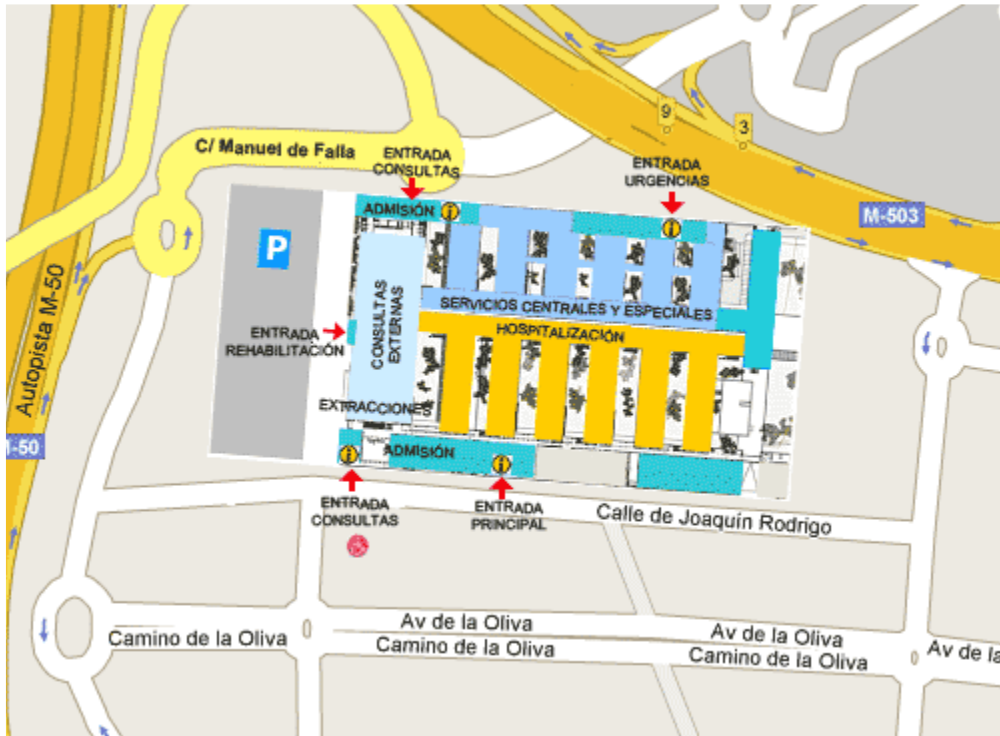 9
3
C/ Manuel de Falla
ENTRADA
CONSULTAS
ENTRADA
URGENCIAS
M-503
ADMISIÓN
i
i
P
Autopista M-50
CONSULTAS
EXTERNAS
SERVICIOS CENTRALES Y ESPECIALES
HOSPITALIZACIÓN
ENTRADA
REHABILITACIÓN
EXTRACCIONES
-50
ADMISIÓN
i
i
ENTRADA
CONSULTAS
ENTRADA
PRINCIPAL
Calle de Joaquín Rodrigo
Av de la Oliva
Camino de la Oliva
Camino de la Oliva
Av de la Oliva
Camino de la Oliva
Av de la